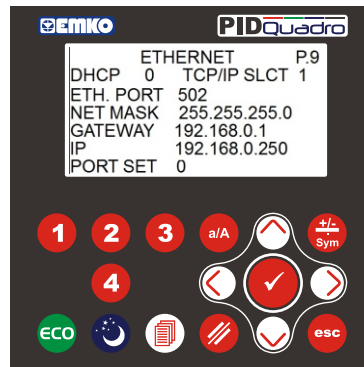 EMKO PIDQuadro
ETHERNET P.9
DHCP 0 TCP/IP SLCT 1
ETH. PORT 502
NET MASK 255.255.255.0
GATEWAY 192.168.0.1
IP 192.168.0.250
PORT SET 0
1 2 3 a/A +/- . Sym
4
ECO esc